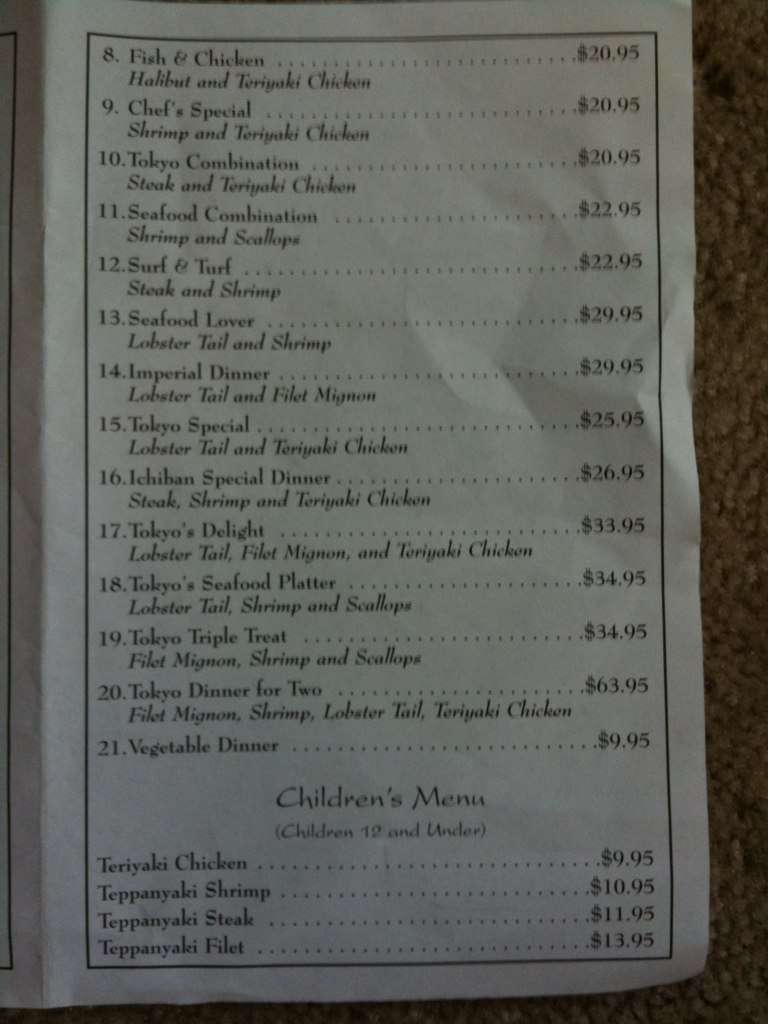 8. Fish & Chicken ............................$20.95
Halibut and Teriyaki Chicken
9. Chef's Special ............................$20.95
Shrimp and Teriyaki Chicken
10. Tokyo Combination ........................$20.95
Steak and Teriyaki Chicken
11. Seafood Combination ......................$22.95
Shrimp and Scallops
12. Surf & Turf ..............................$22.95
Steak and Shrimp
13. Seafood Lover ............................$29.95
Lobster Tail and Shrimp
14. Imperial Dinner ..........................$29.95
Lobster Tail and Filet Mignon
15. Tokyo Special ............................$25.95
Lobster Tail and Teriyaki Chicken
16. Ichiban Special Dinner ...................$26.95
Steak, Shrimp and Teriyaki Chicken
17. Tokyo's Delight ..........................$33.95
Lobster Tail, Filet Mignon, and Teriyaki Chicken
18. Tokyo's Seafood Platter ..................$34.95
Lobster Tail, Shrimp and Scallops
19. Tokyo Triple Treat .......................$34.95
Filet Mignon, Shrimp and Scallops
20. Tokyo Dinner for Two .....................$63.95
Filet Mignon, Shrimp, Lobster Tail, Teriyaki Chicken
21. Vegetable Dinner .........................$9.95
Children's Menu
(Children 12 and Under)
Teriyaki Chicken .............................$9.95
Teppanyaki Shrimp ...........................$10.95
Teppanyaki Steak ............................$11.95
Teppanyaki Filet ............................$13.95